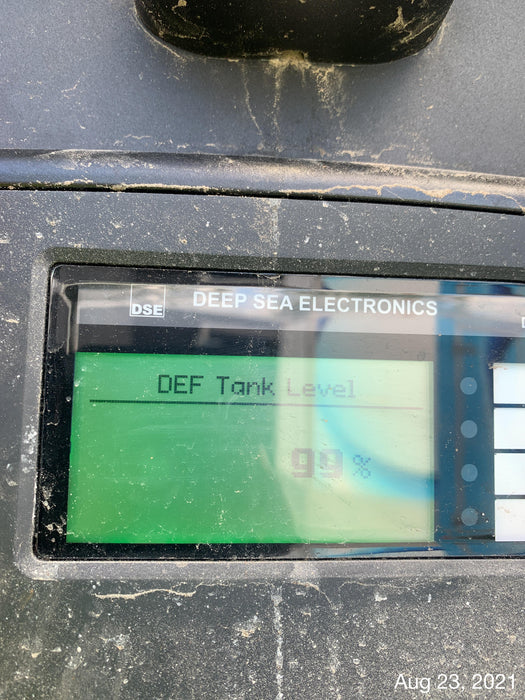 DSE
DEEP SEA ELECTRONICS
DEF Tank Level
99 %
Aug 23, 2021